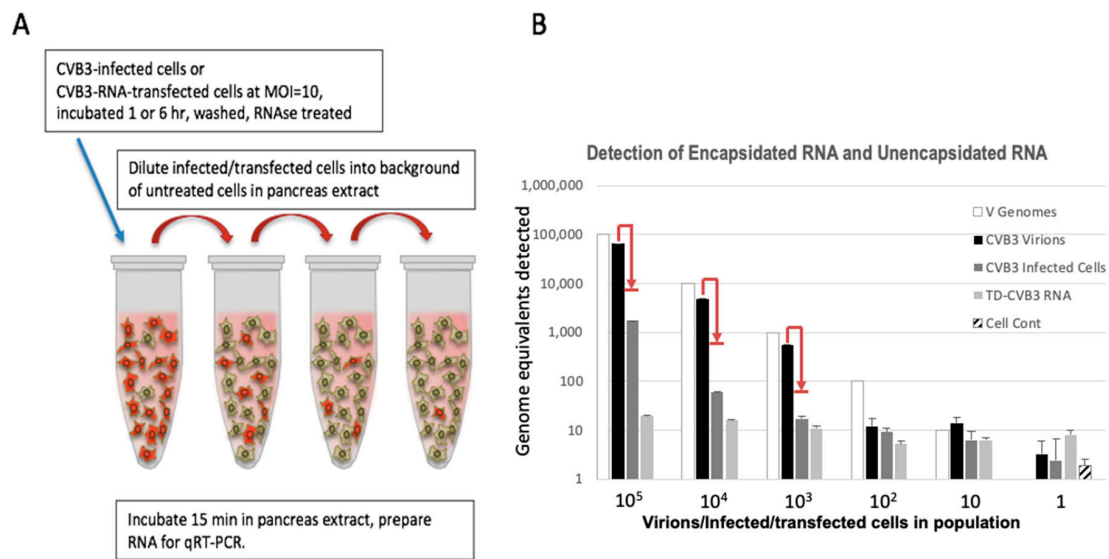 A
CVB3-infected cells or
CVB3-RNA-transfected cells at MOI=10,
incubated 1 or 6 hr, washed, RNAse treated
Dilute infected/transfected cells into background
of untreated cells in pancreas extract
Incubate 15 min in pancreas extract, prepare
RNA for qRT-PCR.
B
Detection of Encapsidated RNA and Unencapsidated RNA
Genome equivalents detected
1,000,000
100,000
10,000
1,000
100
10
1
V Genomes
CVB3 Virions
CVB3 Infected Cells
TD-CVB3 RNA
Cell Cont
10⁵ 10⁴ 10³ 10² 10 1
Virions/Infected/transfected cells in population